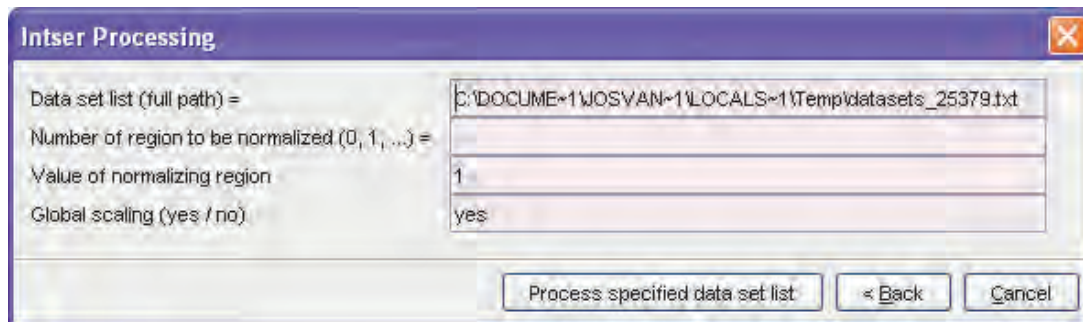 Intser Processing
Data set list (full path) = C:\DOCUME~1\JOSVAN~1\LOCALS~1\Temp\datasets_25379.txt
Number of region to be normalized (0, 1, ...) =
Value of normalizing region 1
Global scaling (yes / no) yes
Process specified data set list < Back Cancel